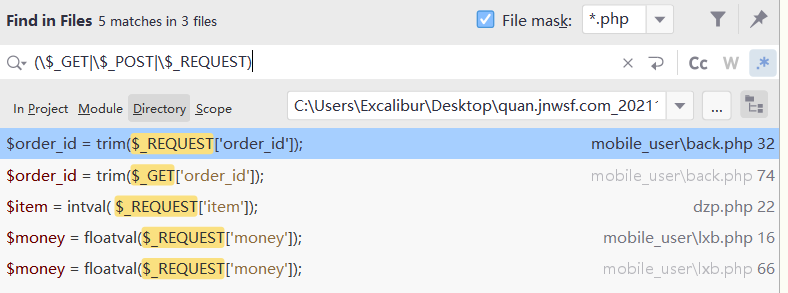 Find in Files 5 matches in 3 files File mask: *.php
(\$_GET|\$_POST|\$_REQUEST) Cc W .*
In Project Module Directory Scope C:\Users\Excalibur\Desktop\quan.jnwsf.com_2021 ...
$order_id = trim($_REQUEST['order_id']); mobile_user\back.php 32
$order_id = trim($_GET['order_id']); mobile_user\back.php 74
$item = intval( $_REQUEST['item']); dzp.php 22
$money = floatval($_REQUEST['money']); mobile_user\lxb.php 16
$money = floatval($_REQUEST['money']); mobile_user\lxb.php 66